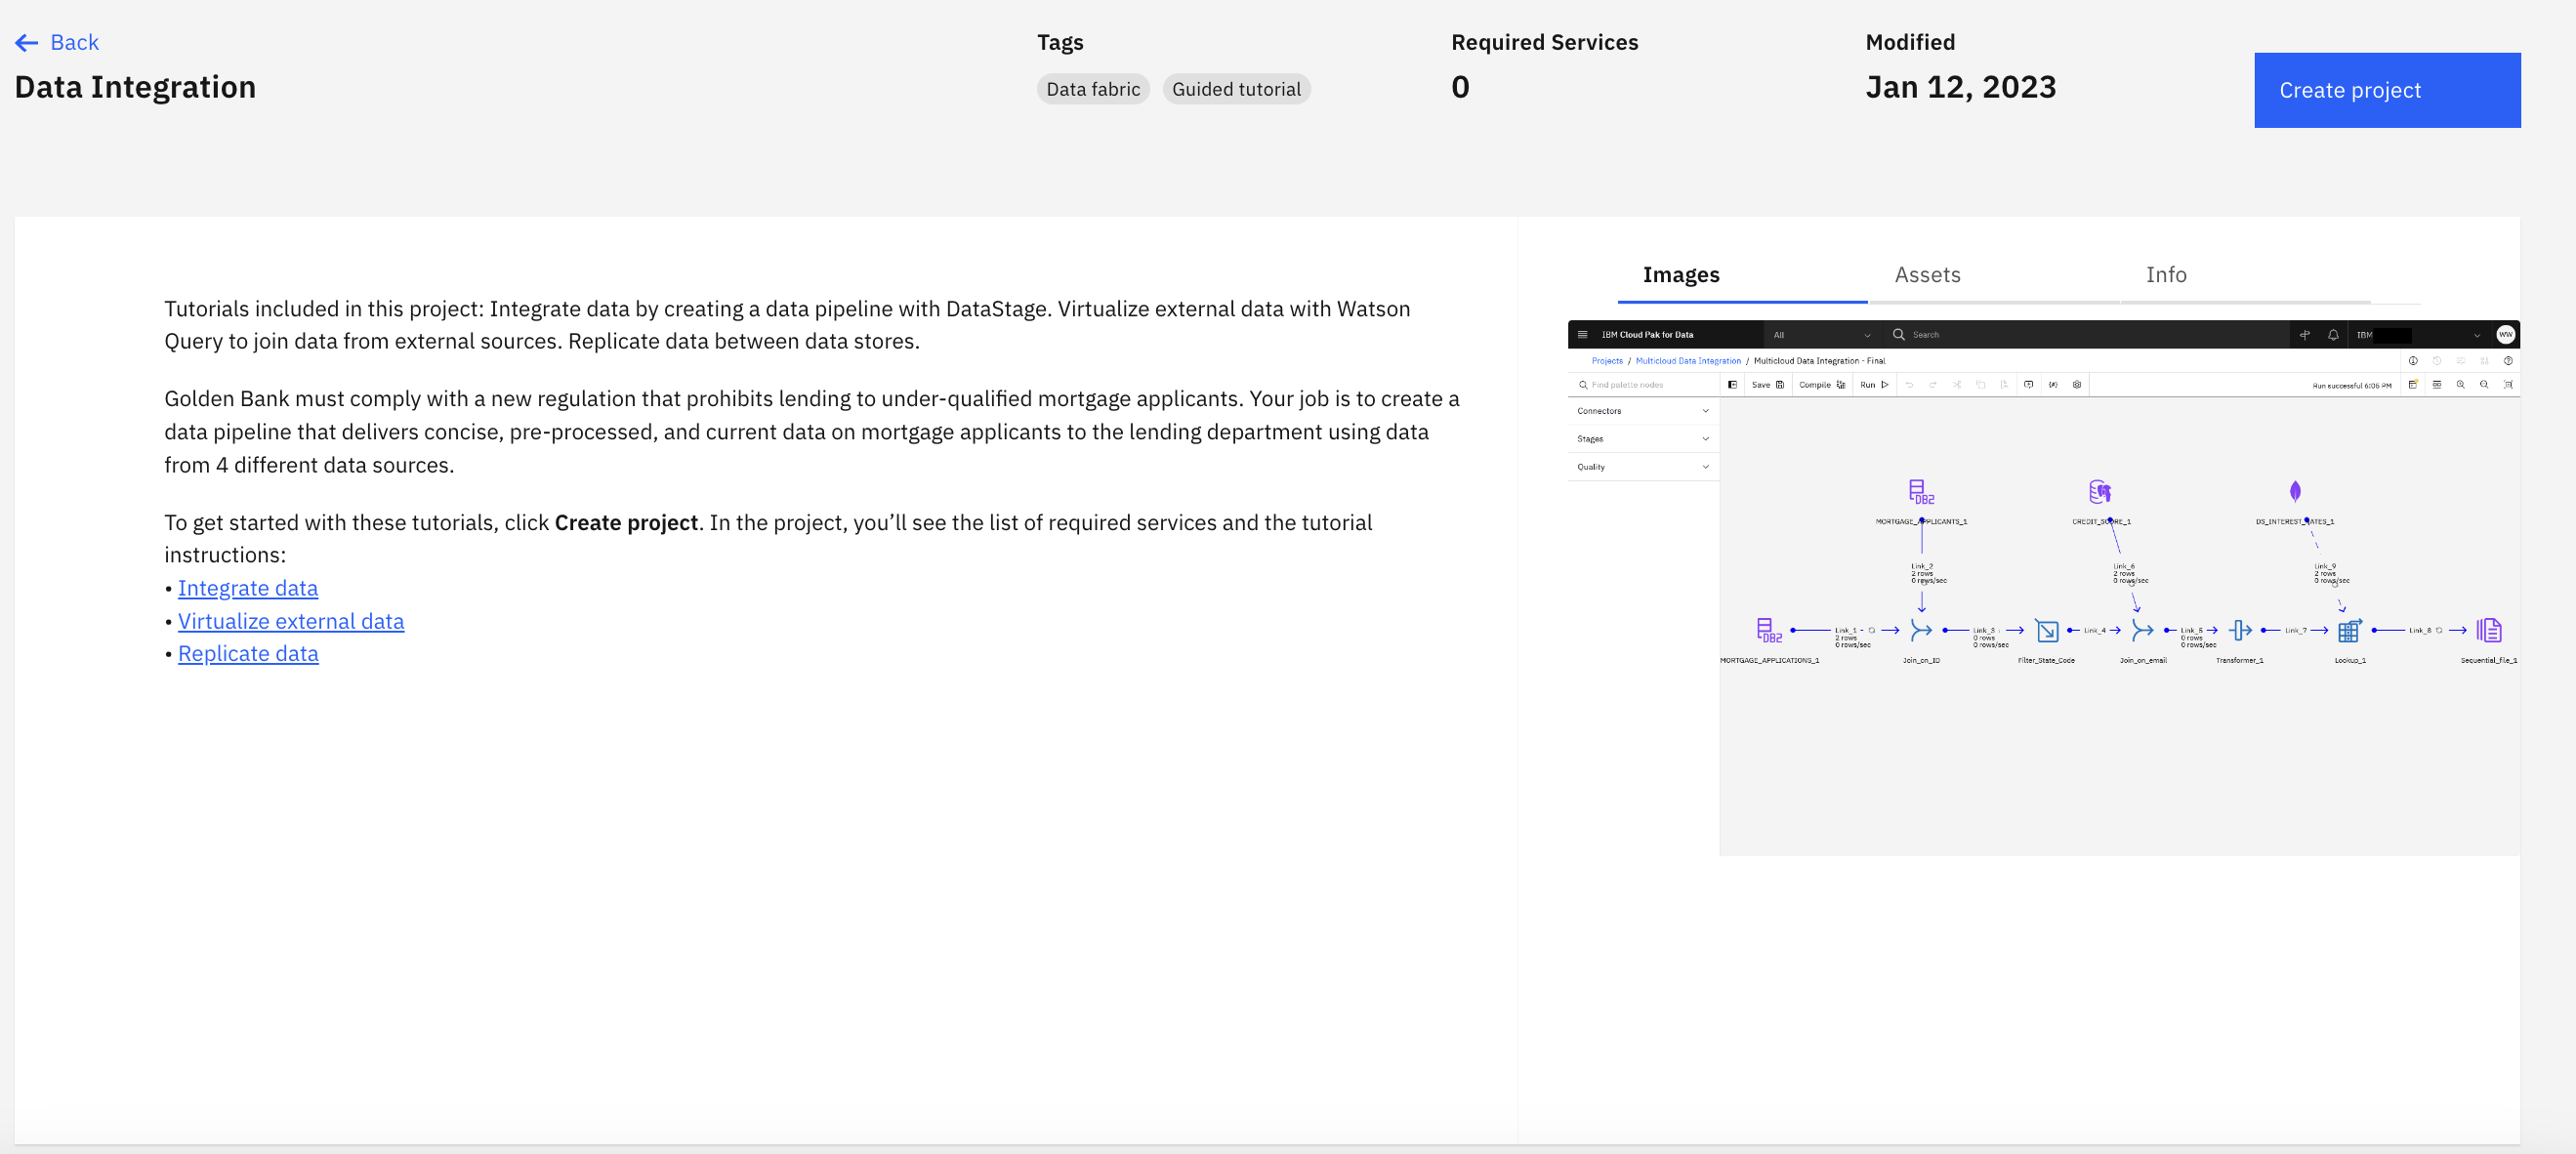 Back
Data Integration
Tags
Data fabric Guided tutorial
Required Services
0
Modified
Jan 12, 2023
Create project
Tutorials included in this project: Integrate data by creating a data pipeline with DataStage. Virtualize external data with Watson
Query to join data from external sources. Replicate data between data stores.
Golden Bank must comply with a new regulation that prohibits lending to under-qualified mortgage applicants. Your job is to create a
data pipeline that delivers concise, pre-processed, and current data on mortgage applicants to the lending department using data
from 4 different data sources.
To get started with these tutorials, click Create project. In the project, you’ll see the list of required services and the tutorial
instructions:
• Integrate data
• Virtualize external data
• Replicate data
Images Assets Info
IBM Cloud Pak for Data All Search IBM WW
Projects / Multicloud Data Integration / Multicloud Data Integration - Final
Find palette nodes Save Compile Run Run successful 6:06 PM
Connectors
Stages
Quality
DB2
MORTGAGE_APPLICANTS_1 CREDIT_SCORE_1 DS_INTEREST_RATES_1
Link_2 Link_6 Link_9
2 rows 2 rows 2 rows
0 rows/sec 0 rows/sec 0 rows/sec
DB2 Link_1 Link_3 Link_4 Link_5 Link_7 Link_8
2 rows 0 rows 0 rows
0 rows/sec 0 rows/sec 0 rows/sec
MORTGAGE_APPLICATIONS_1 Join_on_ID Filter_State_Code Join_on_email Transformer_1 Lookup_1 Sequential_file_1